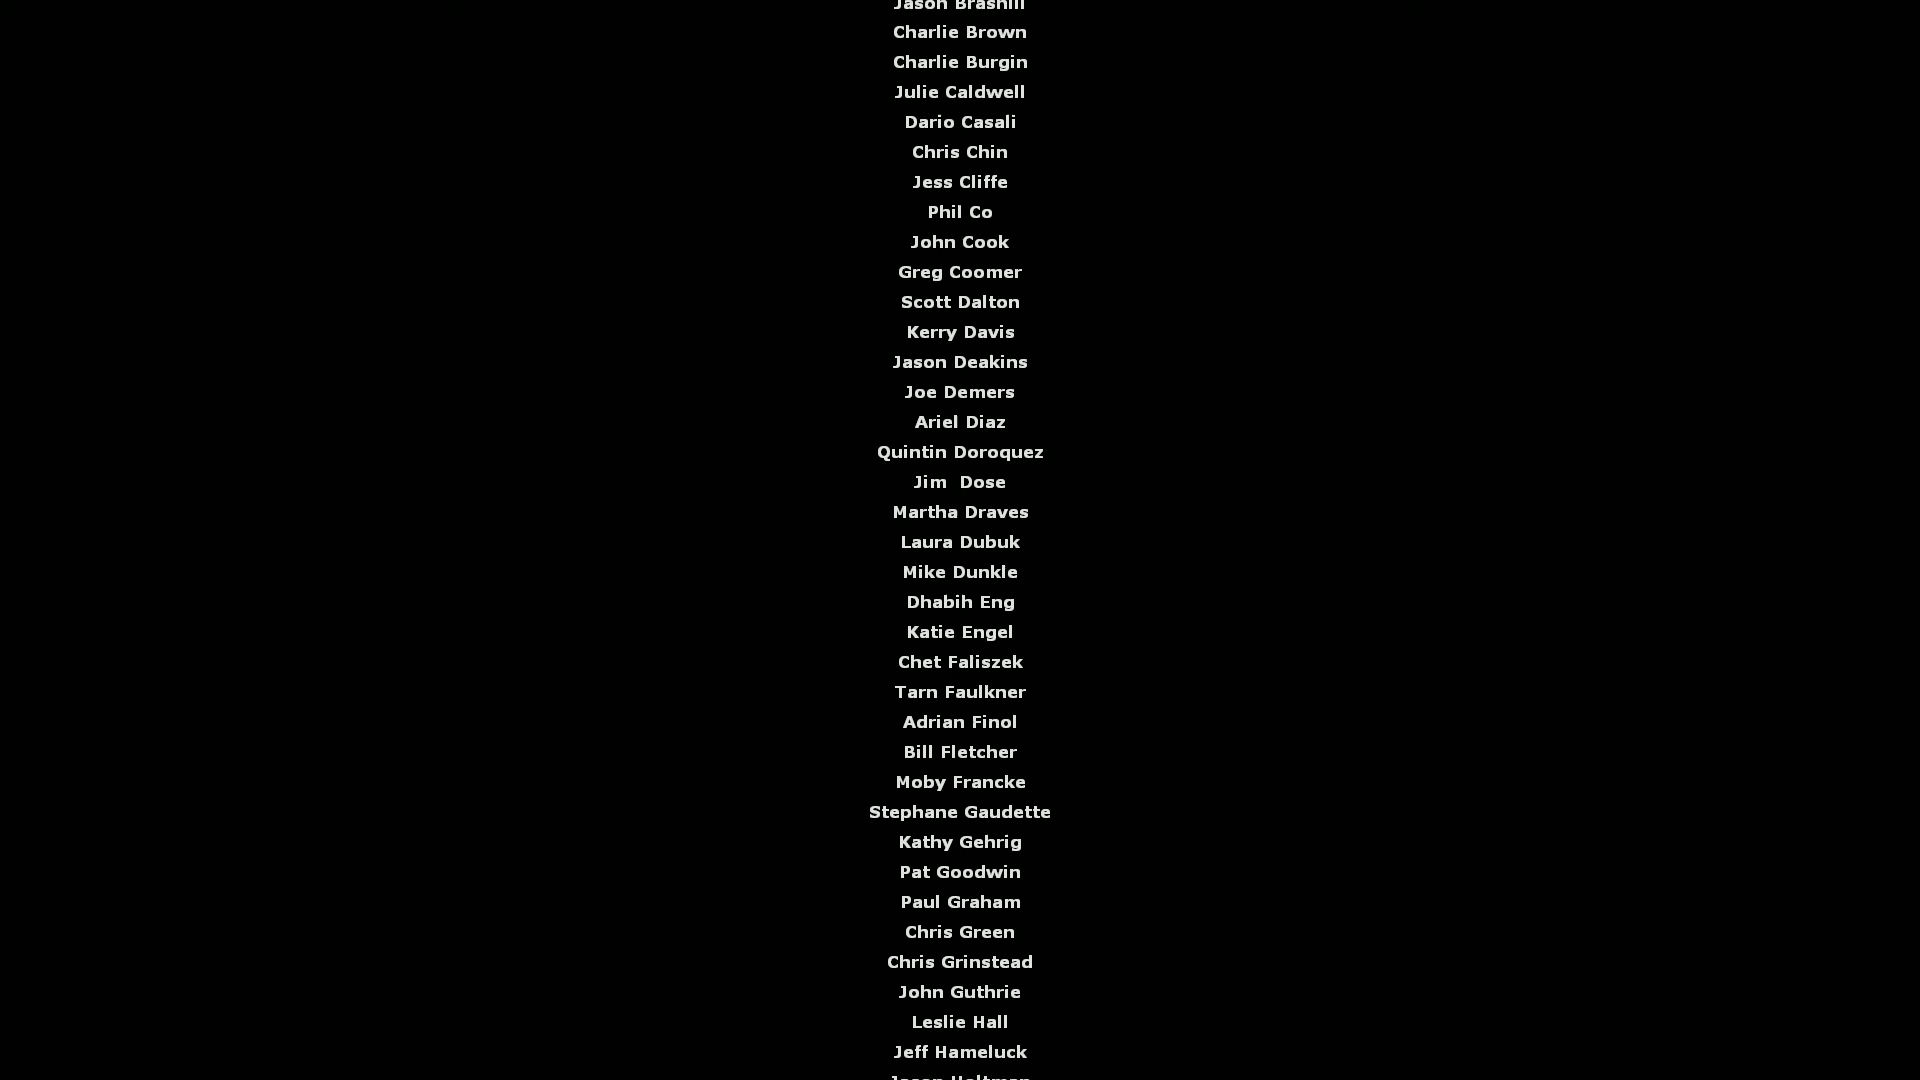 Jason Brashill
Charlie Brown
Charlie Burgin
Julie Caldwell
Dario Casali
Chris Chin
Jess Cliffe
Phil Co
John Cook
Greg Coomer
Scott Dalton
Kerry Davis
Jason Deakins
Joe Demers
Ariel Diaz
Quintin Doroquez
Jim  Dose
Martha Draves
Laura Dubuk
Mike Dunkle
Dhabih Eng
Katie Engel
Chet Faliszek
Tarn Faulkner
Adrian Finol
Bill Fletcher
Moby Francke
Stephane Gaudette
Kathy Gehrig
Pat Goodwin
Paul Graham
Chris Green
Chris Grinstead
John Guthrie
Leslie Hall
Jeff Hameluck